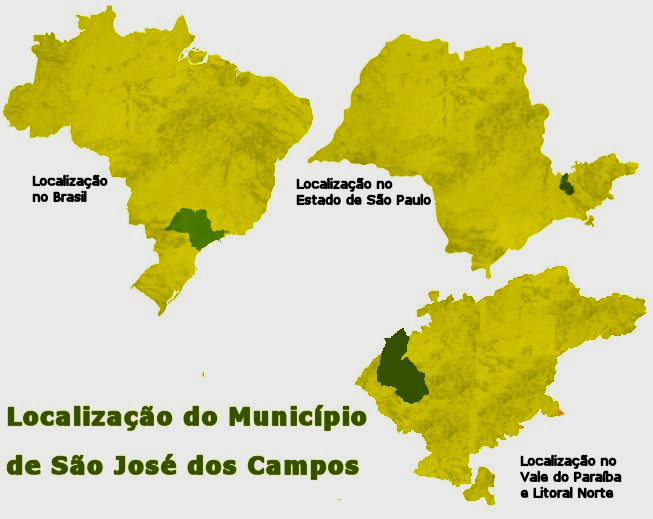 Localização
no Brasil
Localização no
Estado de São Paulo
Localização do Município
de São José dos Campos
Localização no
Vale do Paraíba
e Litoral Norte